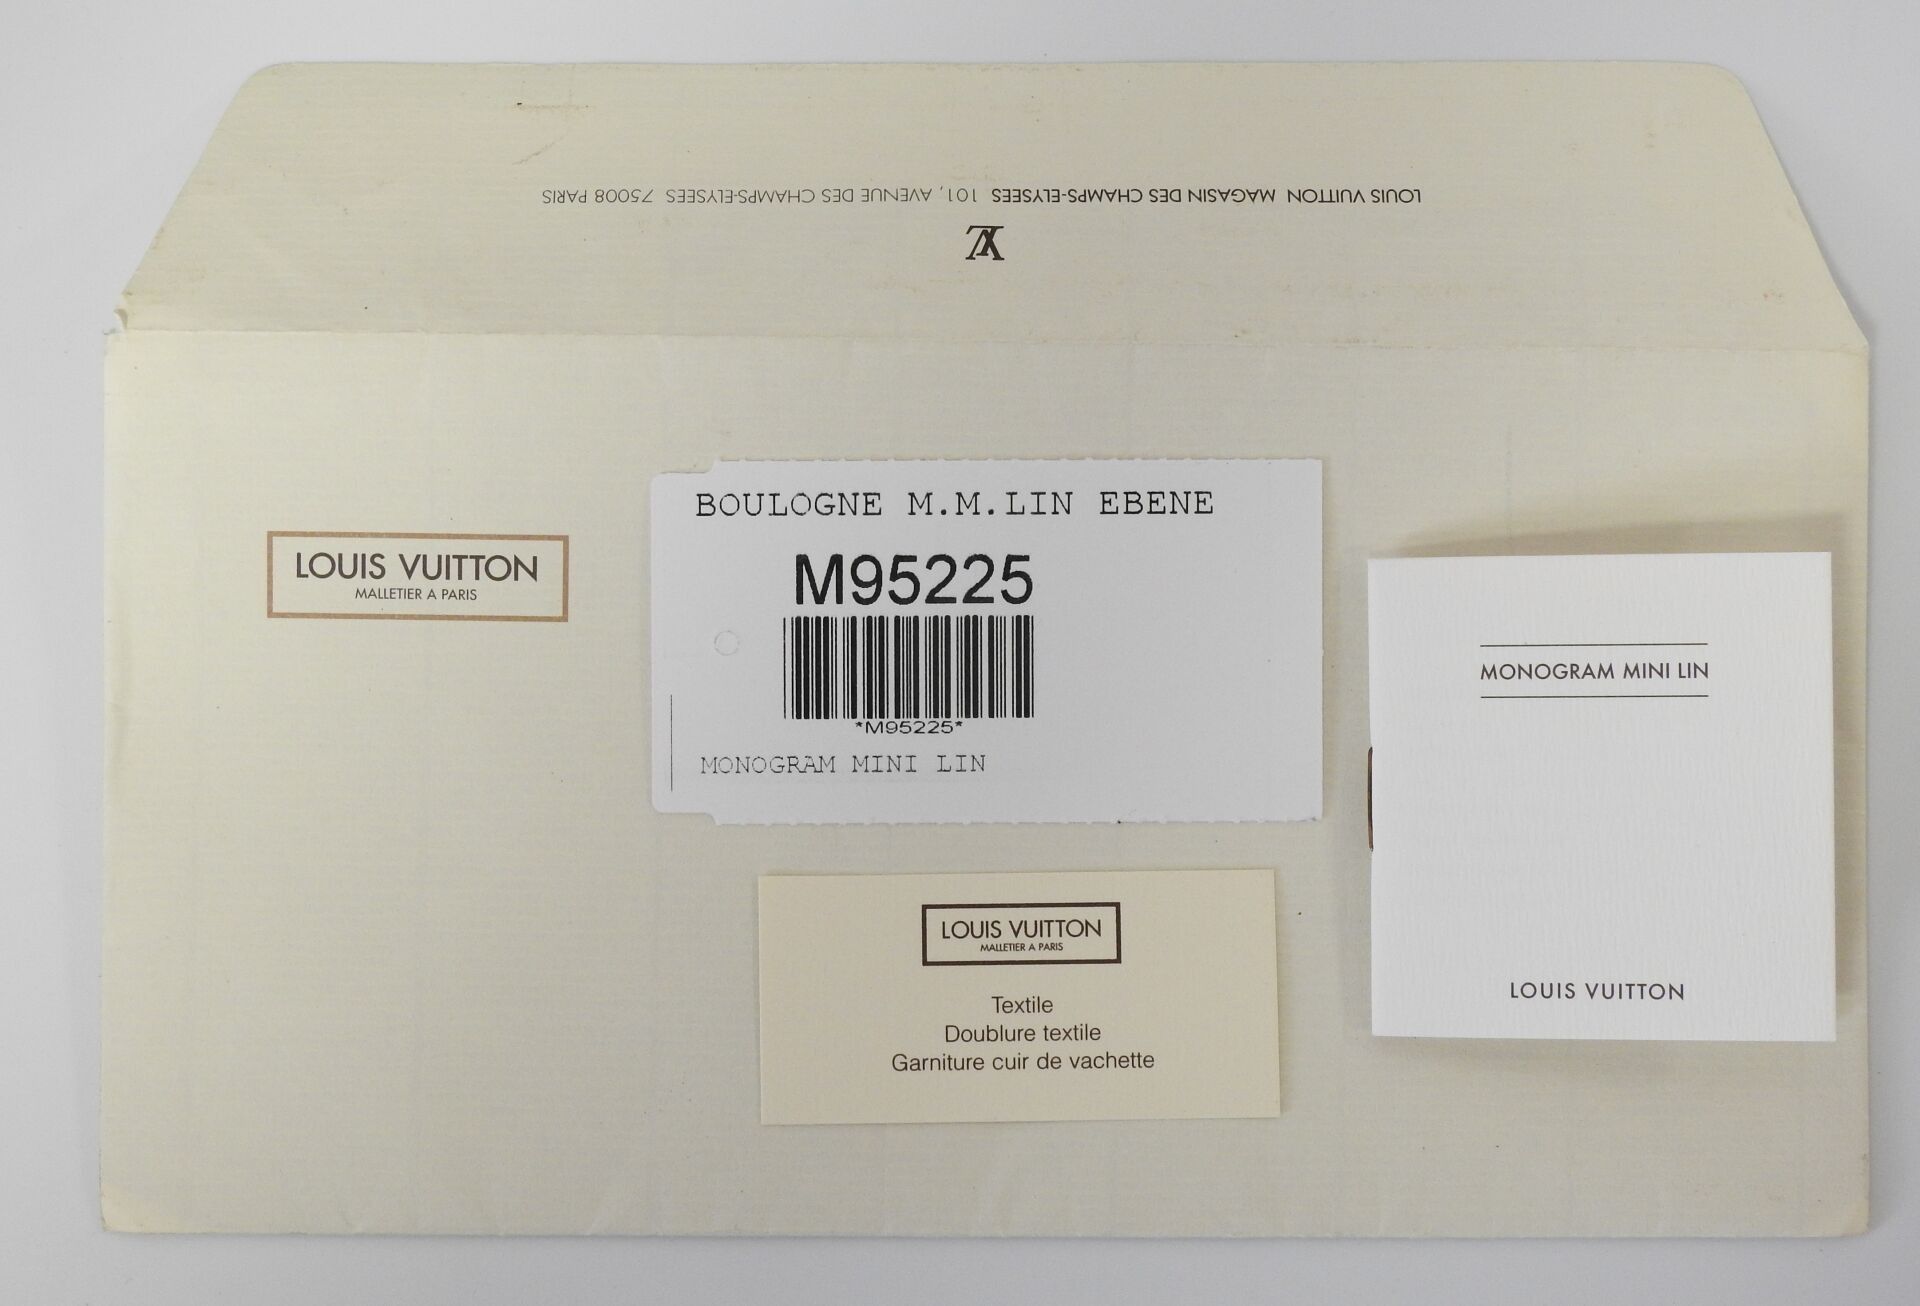 LOUIS VUITTON MAGASIN DES CHAMPS-ELYSEES 101, AVENUE DES CHAMPS-ELYSEES 75008 PARIS
LV
LOUIS VUITTON
MALLETIER A PARIS
BOULOGNE M.M.LIN EBENE
M95225
*M95225*
MONOGRAM MINI LIN
LOUIS VUITTON
MALLETIER A PARIS
Textile
Doublure textile
Garniture cuir de vachette
MONOGRAM MINI LIN
LOUIS VUITTON